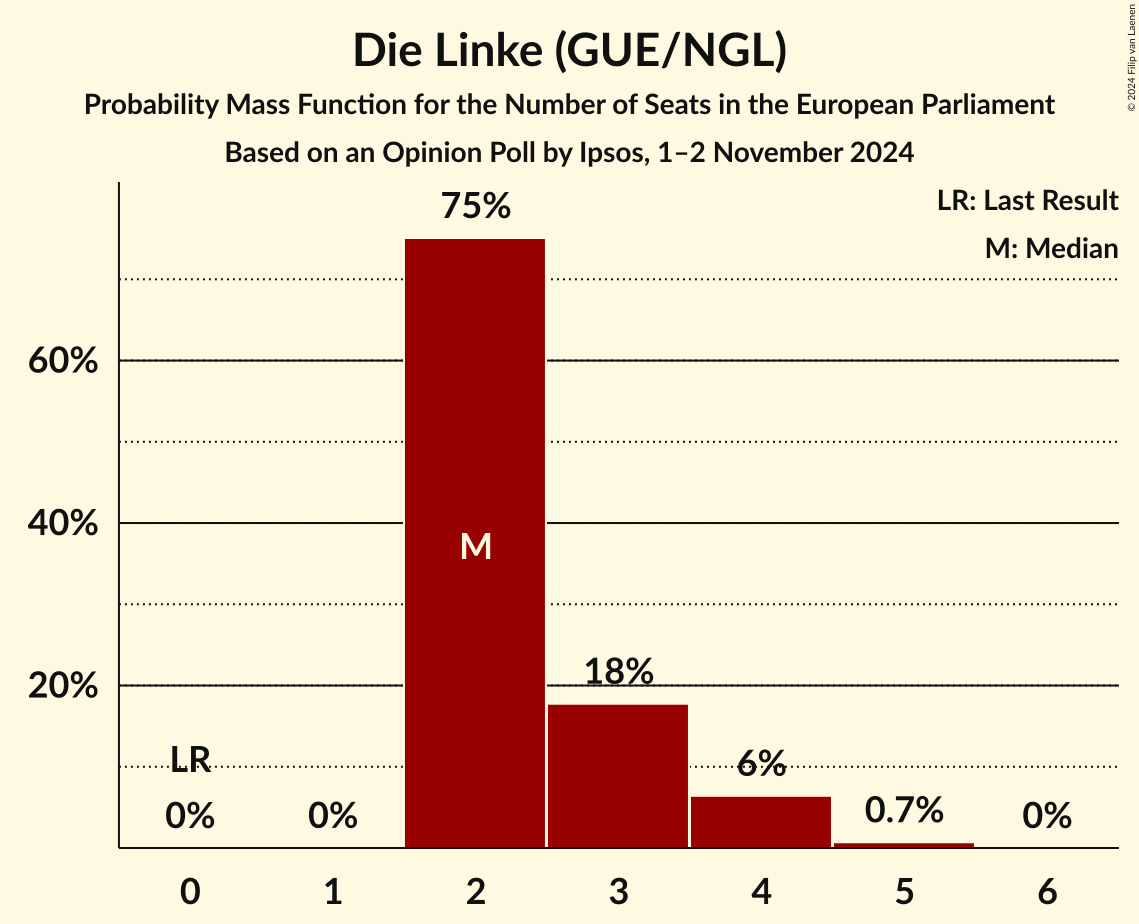 Die Linke (GUE/NGL)
Probability Mass Function for the Number of Seats in the European Parliament
Based on an Opinion Poll by Ipsos, 1–2 November 2024
© 2024 Filip van Laenen
LR: Last Result
M: Median
75%
60%
40%
M
20%
18%
LR
6%
0%
0%
0.7%
0%
0 1 2 3 4 5 6